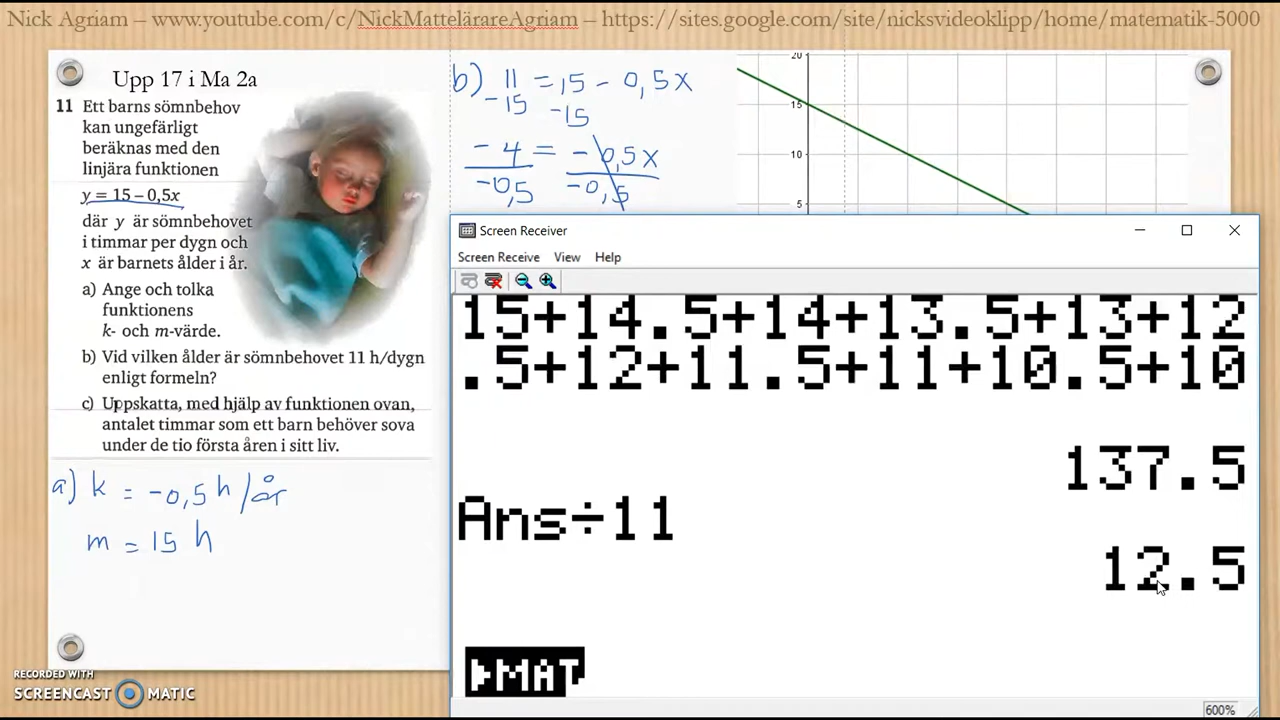 Nick Agriam – www.youtube.com/c/NickMattelärareAgriam – https://sites.google.com/site/nicksvideoklipp/home/matematik-5000
Upp 17 i Ma 2a
11 Ett barns sömnbehov
kan ungefärligt
beräknas med den
linjära funktionen
y = 15 – 0,5x
där y är sömnbehovet
i timmar per dygn och
x är barnets ålder i år.
a) Ange och tolka
funktionens
k- och m-värde.
b) Vid vilken ålder är sömnbehovet 11 h/dygn
enligt formeln?
c) Uppskatta, med hjälp av funktionen ovan,
antalet timmar som ett barn behöver sova
under de tio första åren i sitt liv.
a) k = -0,5 h/år
m = 15 h
b) 11 = 15 - 0,5x
-15 -15
-4 = -0,5x
-0,5 -0,5
20
15
10
5
Screen Receiver
Screen Receive View Help
15+14.5+14+13.5+13+12
.5+12+11.5+11+10.5+10
137.5
Ans÷11
12.5
▶MAT
600%
RECORDED WITH
SCREENCAST MATIC